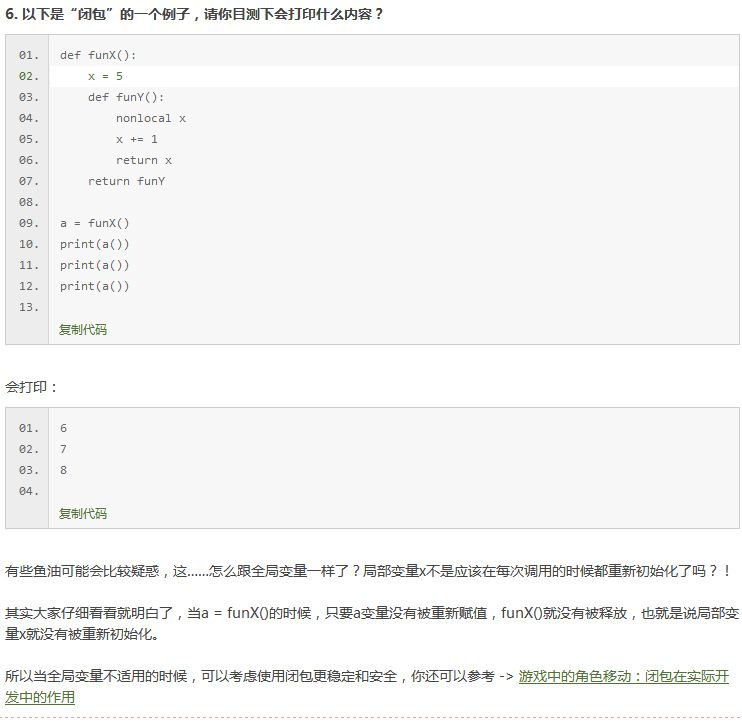 6. 以下是“闭包”的一个例子，请你目测下会打印什么内容？
01. def funX():
02.     x = 5
03.     def funY():
04.         nonlocal x
05.         x += 1
06.         return x
07.     return funY
08.
09. a = funX()
10. print(a())
11. print(a())
12. print(a())
13.
复制代码
会打印：
01. 6
02. 7
03. 8
04.
复制代码
有些鱼油可能会比较疑惑，这……怎么跟全局变量一样了？局部变量x不是应该在每次调用的时候都重新初始化了吗？！
其实大家仔细看看就明白了，当a = funX()的时候，只要a变量没有被重新赋值，funX()就没有被释放，也就是说局部变
量x就没有被重新初始化。
所以当全局变量不适用的时候，可以考虑使用闭包更稳定和安全，你还可以参考 -> 游戏中的角色移动：闭包在实际开
发中的作用